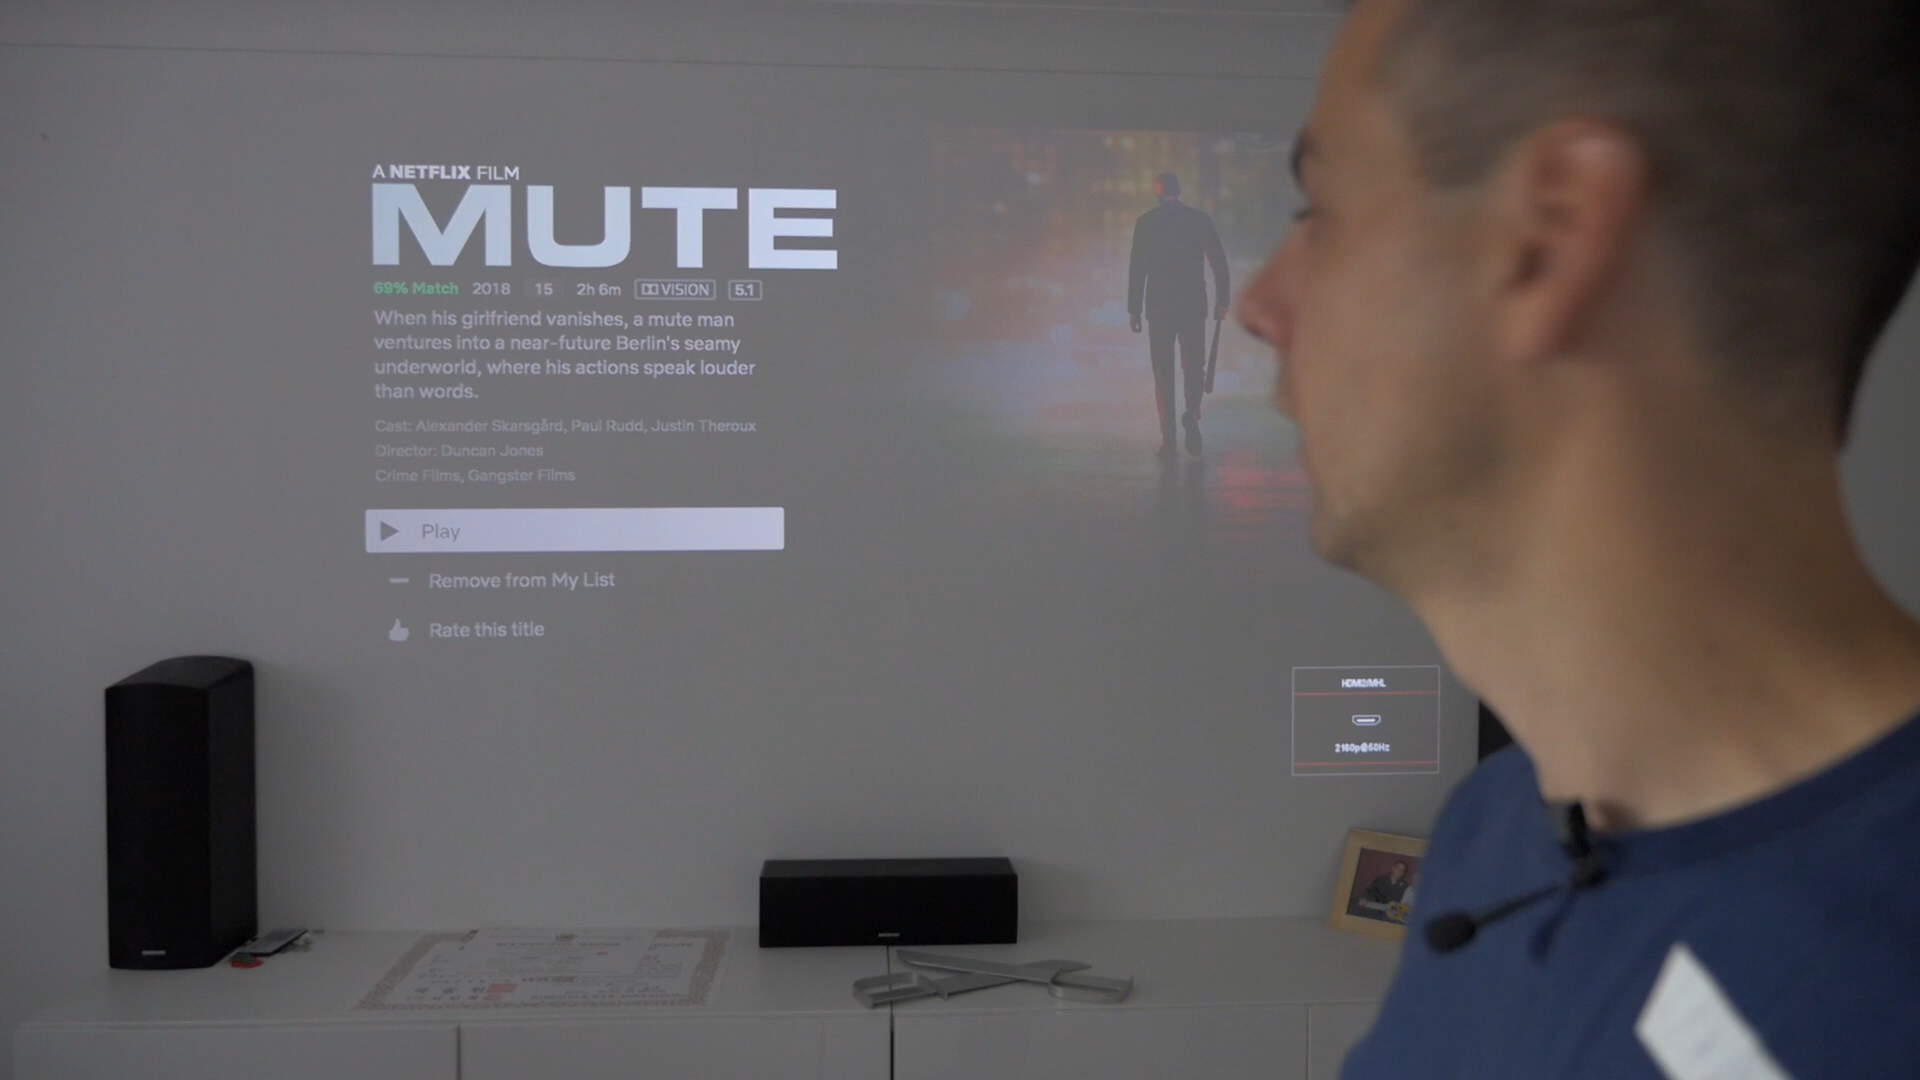 A NETFLIX FILM
MUTE
69% Match 2018 15 2h 6m VISION 5.1
When his girlfriend vanishes, a mute man
ventures into a near-future Berlin's seamy
underworld, where his actions speak louder
than words.
Cast: Alexander Skarsgård, Paul Rudd, Justin Theroux
Director: Duncan Jones
Crime Films, Gangster Films
Play
Remove from My List
Rate this title
HDMI2/MHL
2160p@60Hz